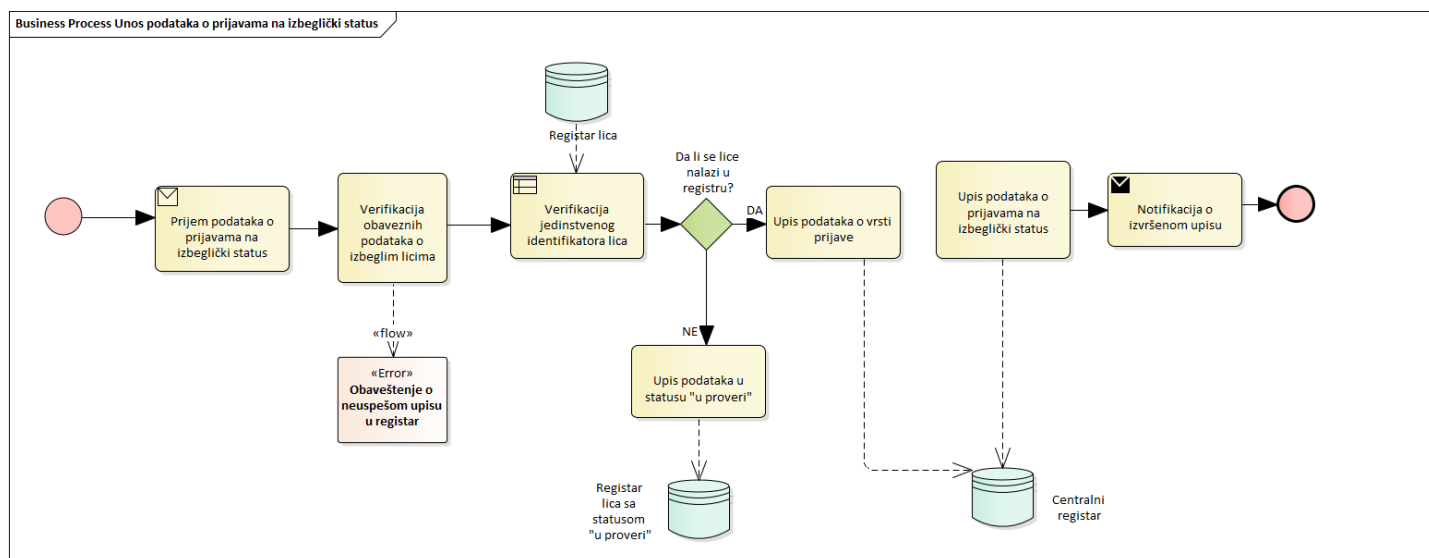 Business Process Unos podataka o prijavama na izbeglički status
Registar lica
Prijem podataka o
prijavama na
izbeglički status
Verifikacija
obaveznih
podataka o
izbeglim licima
Verifikacija
jedinstvenog
identifikatora lica
Da li se lice
nalazi u
registru?
DA
Upis podataka o vrsti
prijave
Upis podataka o
prijavama na
izbeglički status
Notifikacija o
izvršenom upisu
«flow»
NE
«Error»
Obaveštenje o
neuspešom upisu
u registar
Upis podataka u
statusu "u proveri"
Registar
lica sa
statusom
"u proveri"
Centralni
registar